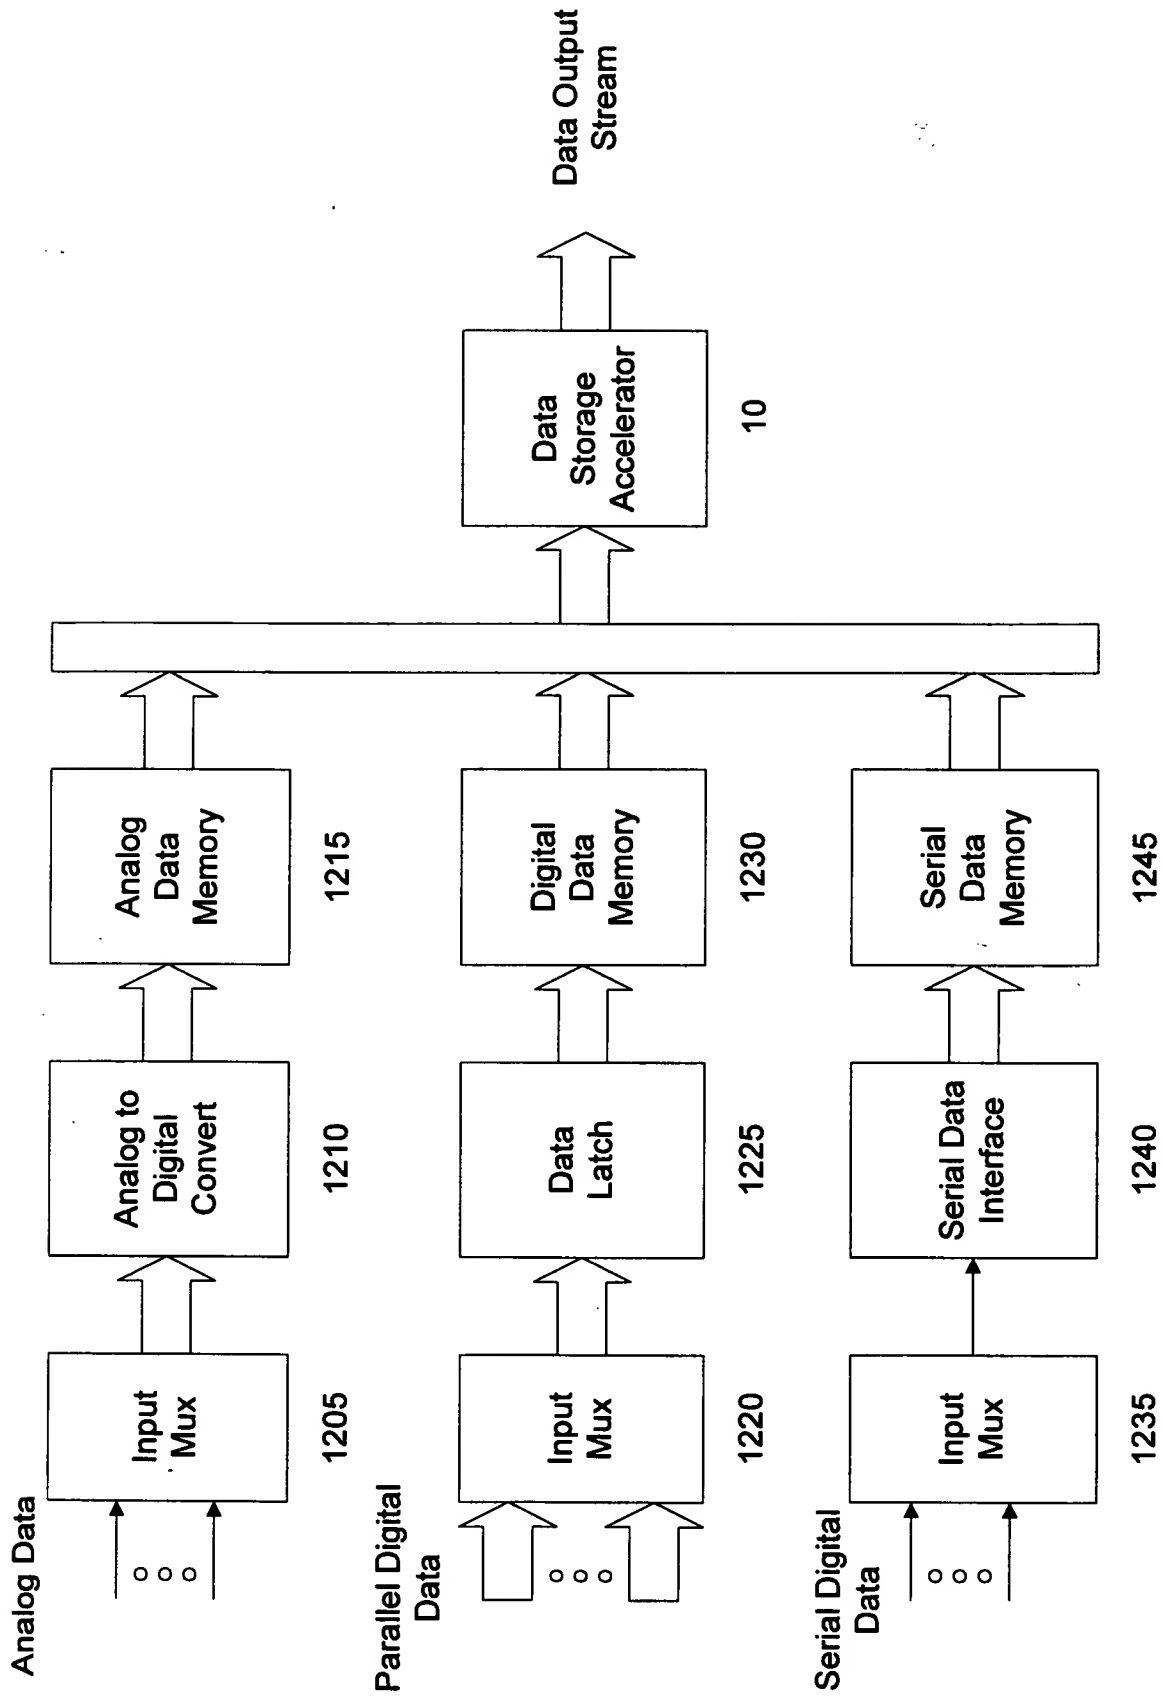 Analog Data
Input
Mux
1205
Analog to
Digital
Convert
1210
Analog
Data
Memory
1215
Parallel Digital
Data
Input
Mux
1220
Data
Latch
1225
Digital
Data
Memory
1230
Serial Digital
Data
Input
Mux
1235
Serial Data
Interface
1240
Serial
Data
Memory
1245
Data
Storage
Accelerator
10
Data Output
Stream